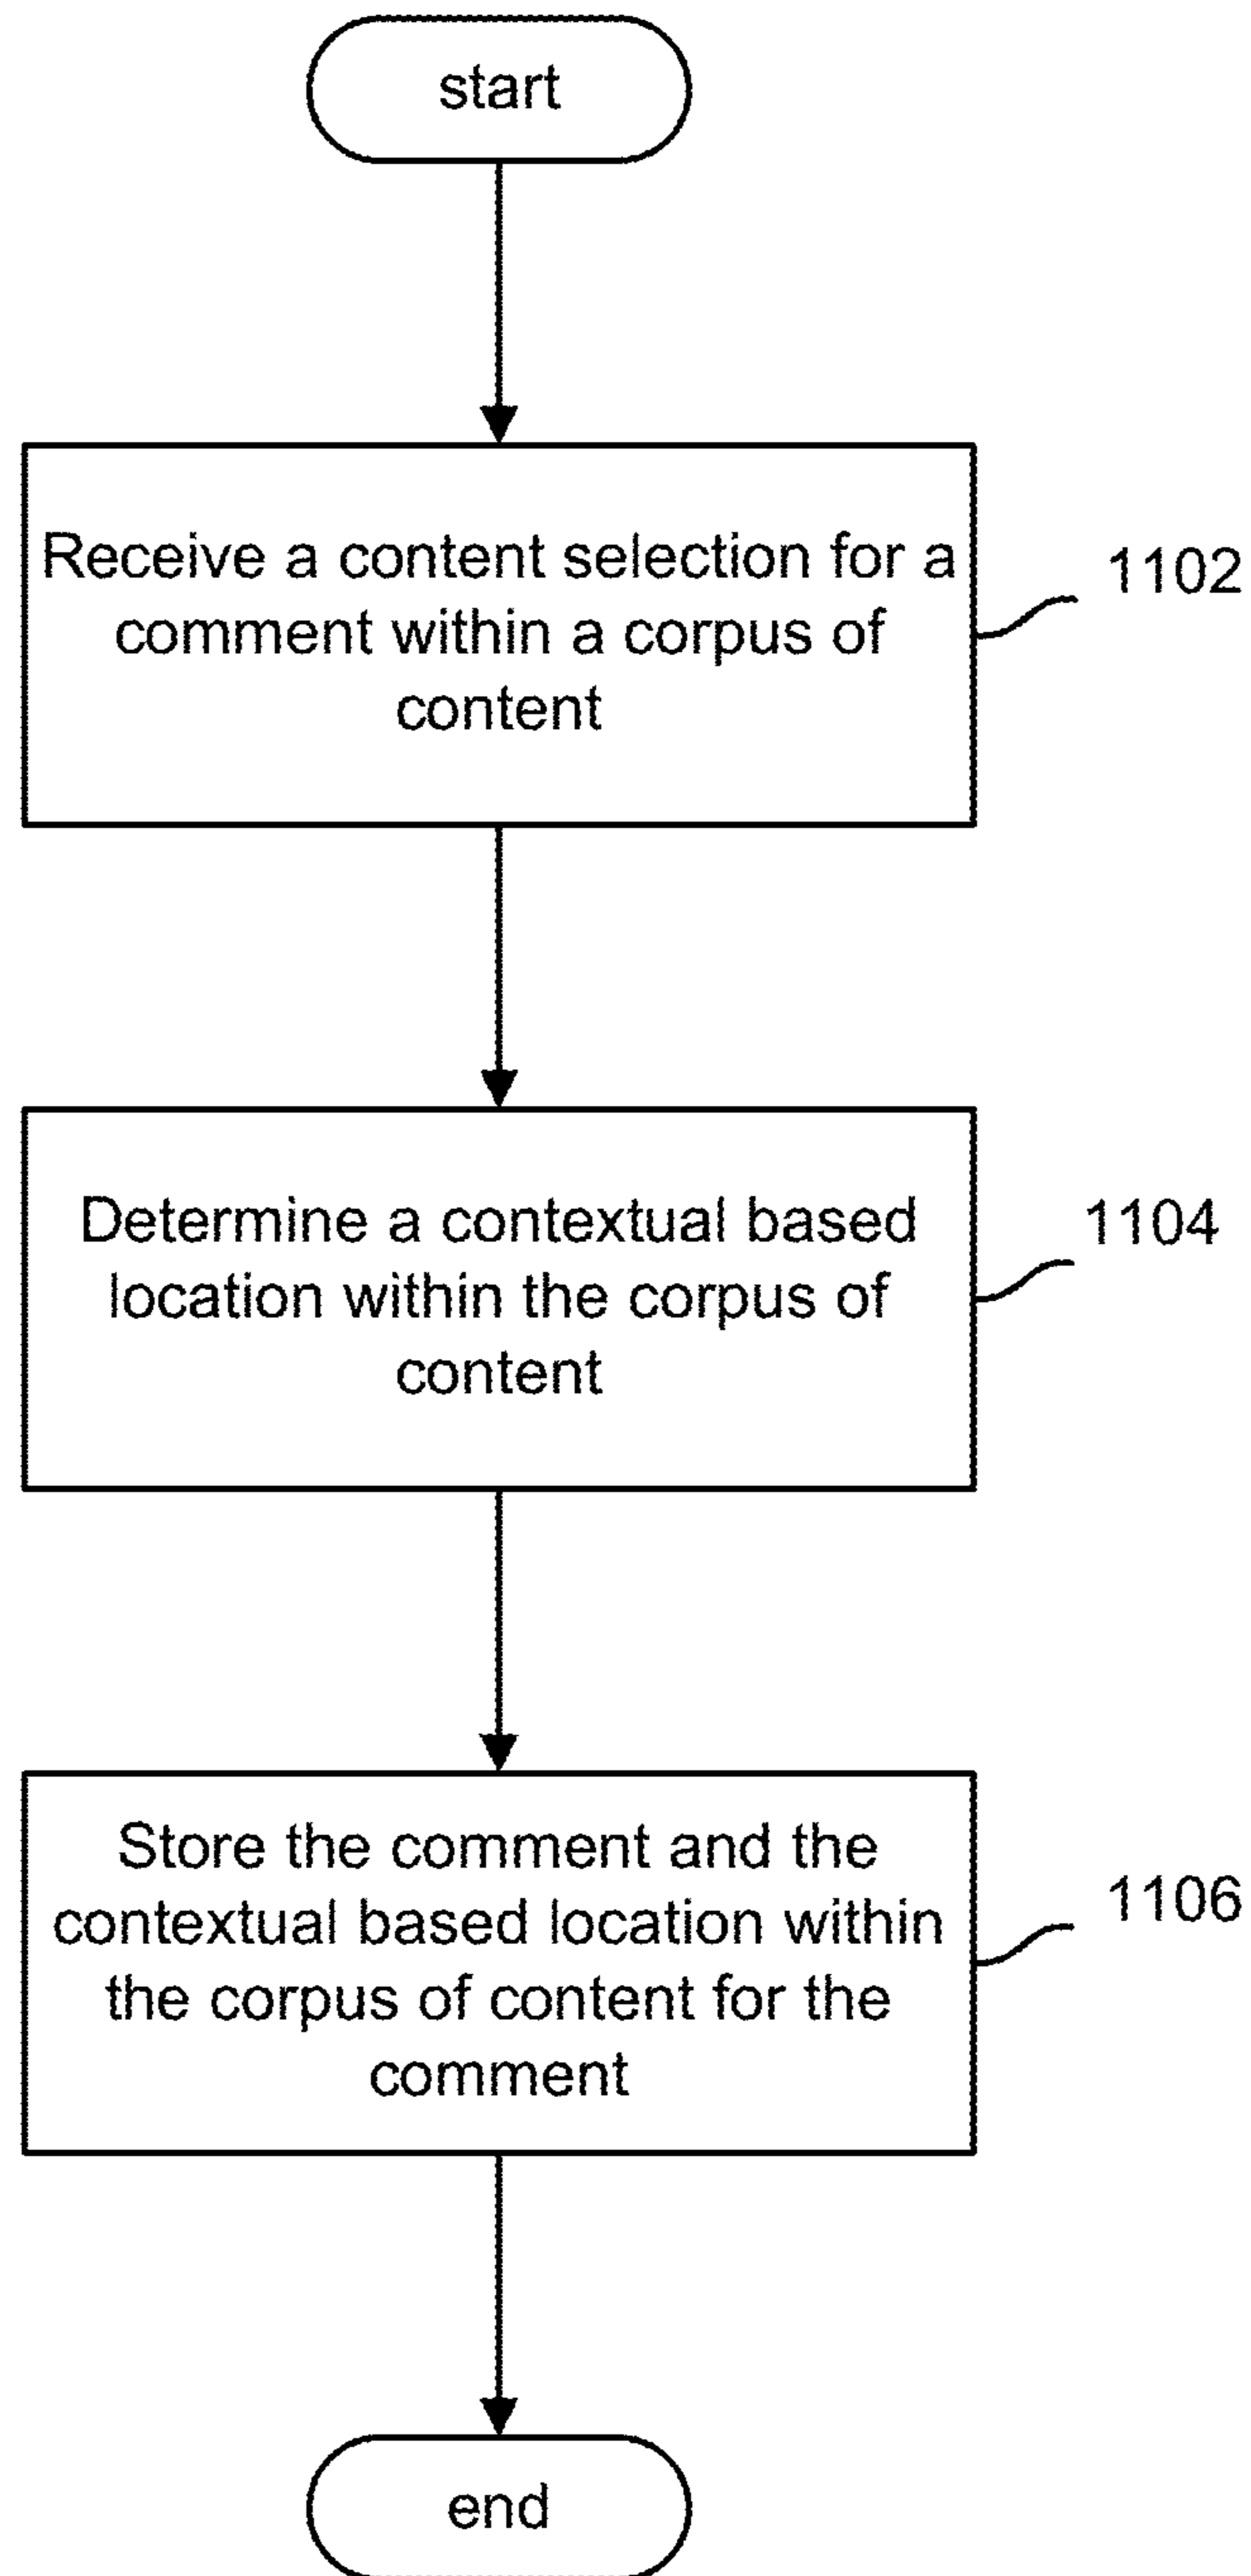 start
Receive a content selection for a
comment within a corpus of
content
1102
Determine a contextual based
location within the corpus of
content
1104
Store the comment and the
contextual based location within
the corpus of content for the
comment
1106
end